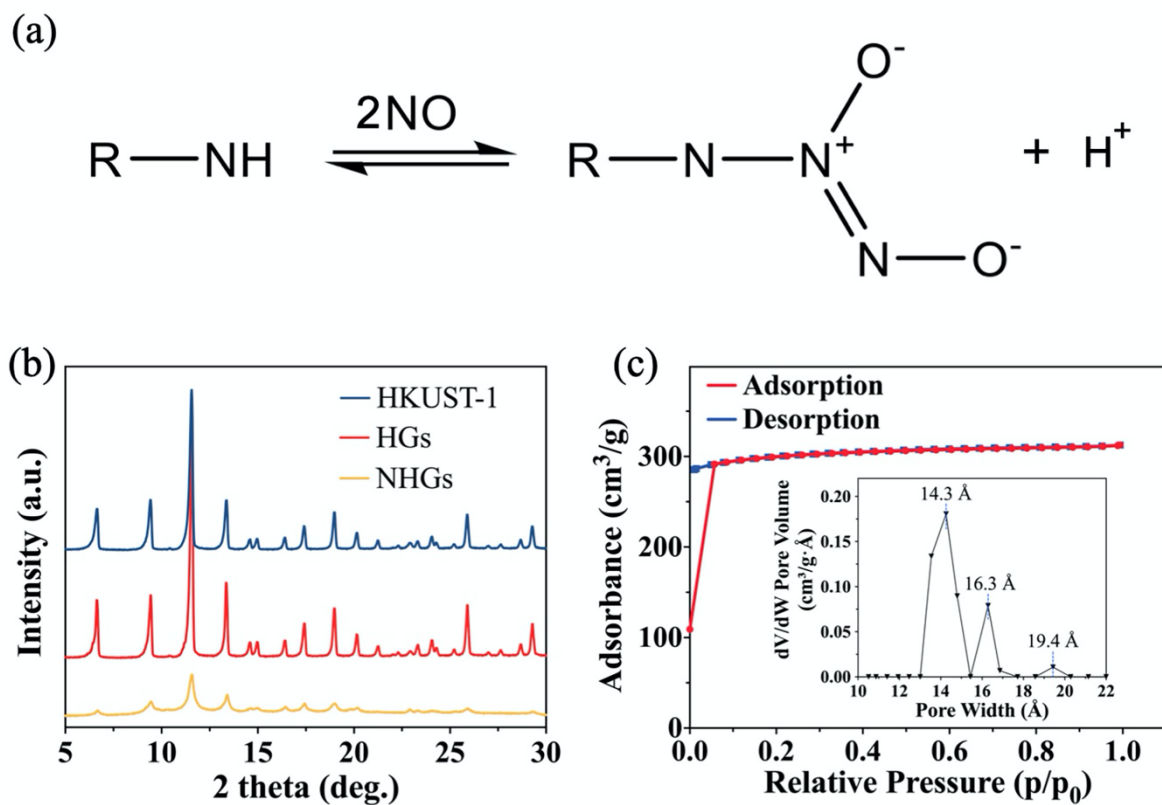 (a)
2NO
R—NH
R—N—N⁺
O⁻
N—O⁻
+ H⁺
(b)
HKUST-1
HGs
NHGs
Intensity (a.u.)
5 10 15 20 25 30
2 theta (deg.)
(c)
Adsorption
Desorption
Adsorbance (cm³/g)
300
200
100
0
0.0 0.2 0.4 0.6 0.8 1.0
Relative Pressure (p/p₀)
dV/dW Pore Volume
(cm³/g·Å)
0.20
0.15
0.10
0.05
0.00
14.3 Å
16.3 Å
19.4 Å
10 12 14 16 18 20 22
Pore Width (Å)